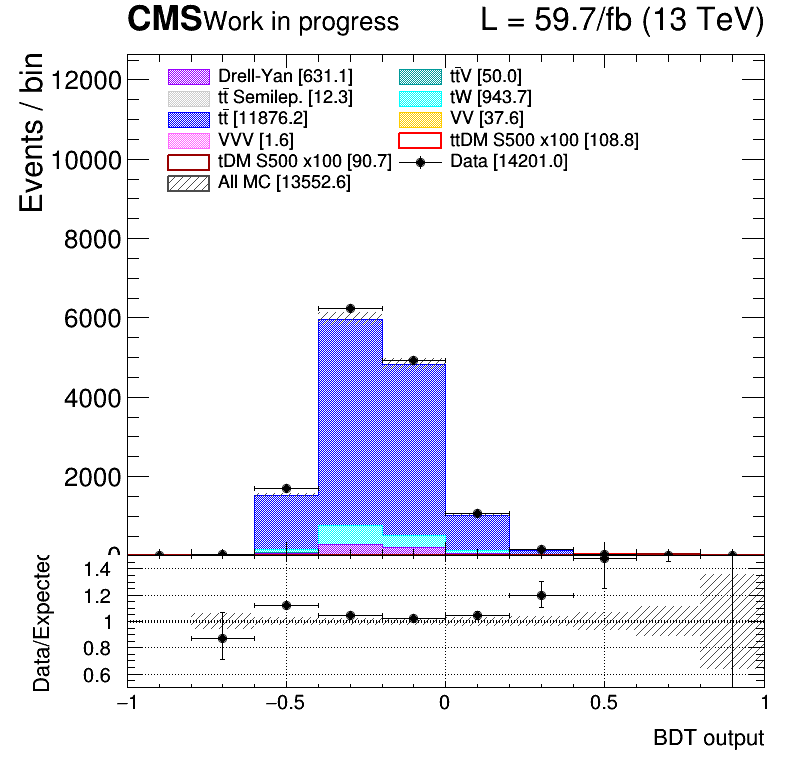 CMS Work in progress L = 59.7/fb (13 TeV)
Events / bin
12000
10000
8000
6000
4000
2000
0
Drell-Yan [631.1]
tt̄ Semilep. [12.3]
tt̄ [11876.2]
VVV [1.6]
tDM S500 x100 [90.7]
All MC [13552.6]
tt̄V [50.0]
tW [943.7]
VV [37.6]
ttDM S500 x100 [108.8]
Data [14201.0]
Data/Expected
1.4
1.2
1
0.8
0.6
−1 −0.5 0 0.5 1
BDT output